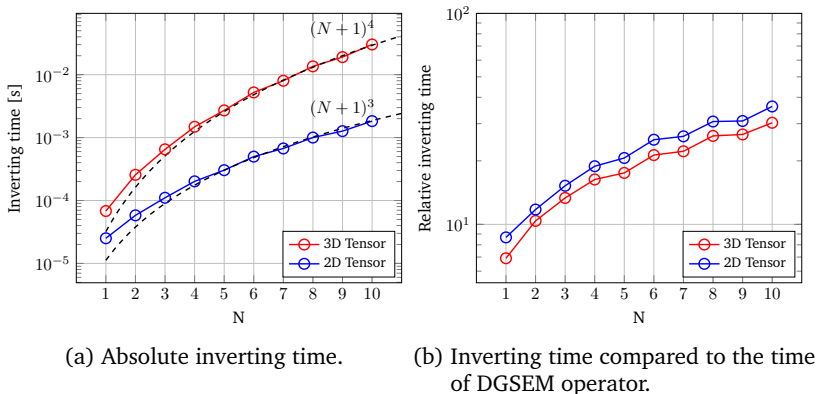 (N + 1)^4
(N + 1)^3
10^{-2}
10^{-3}
10^{-4}
10^{-5}
Inverting time [s]
3D Tensor
2D Tensor
1 2 3 4 5 6 7 8 9 10
N
(a) Absolute inverting time.
10^2
10^1
Relative inverting time
3D Tensor
2D Tensor
1 2 3 4 5 6 7 8 9 10
N
(b) Inverting time compared to the time
of DGSEM operator.